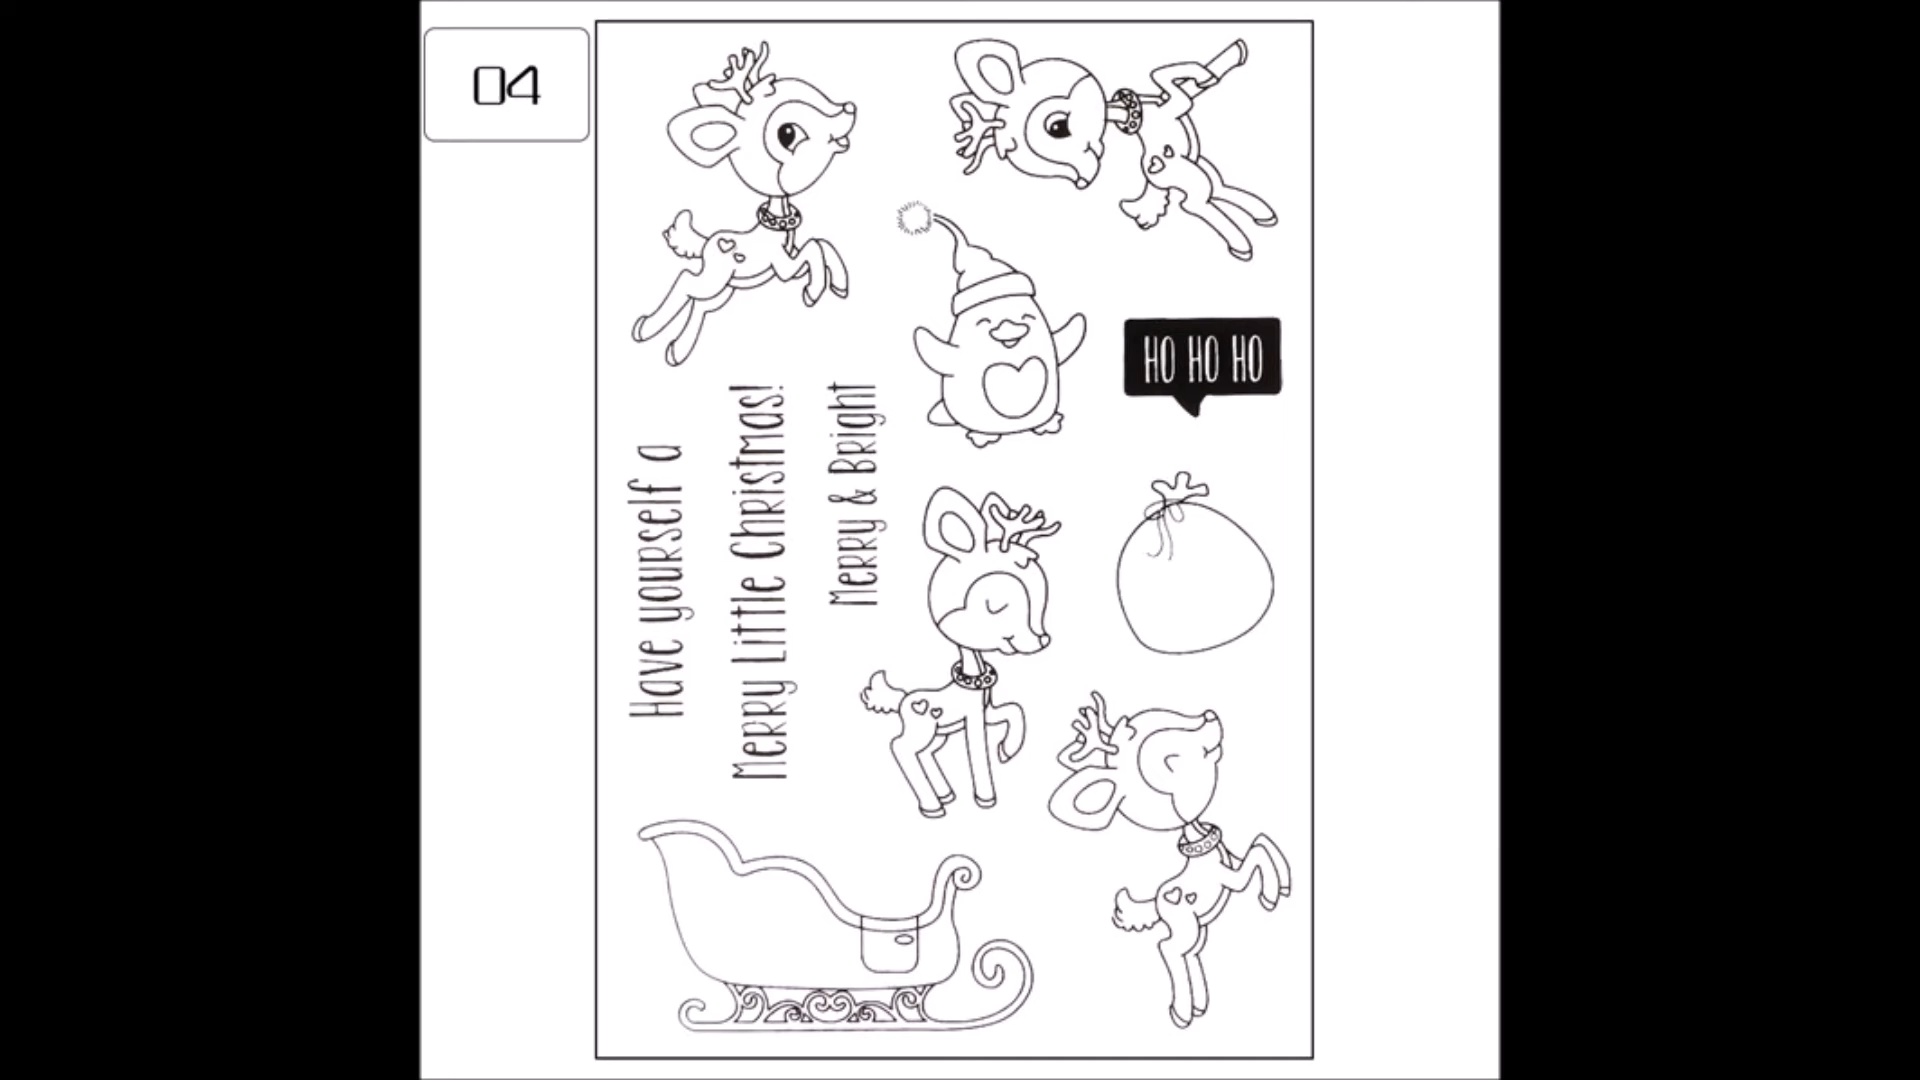 04
HO HO HO
Have yourself a
Merry Little Christmas!
Merry & Bright